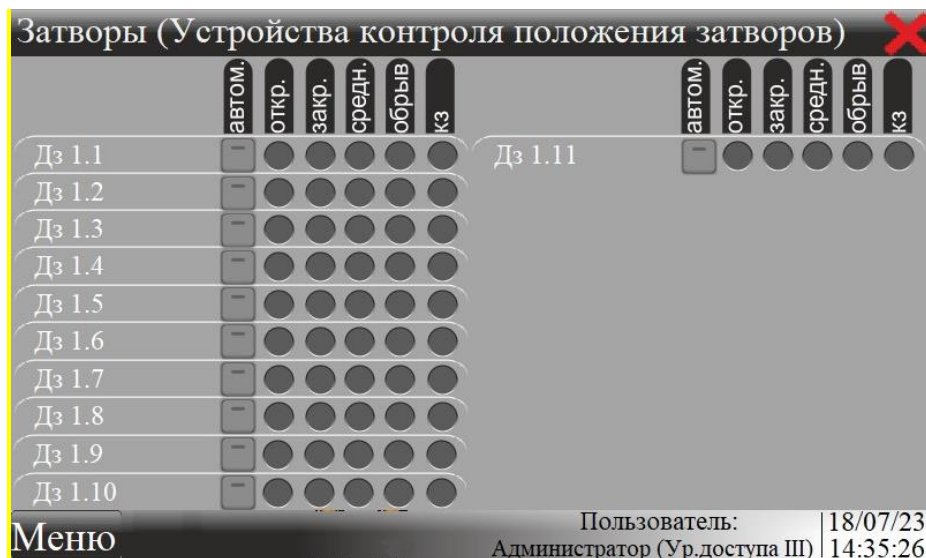 Затворы (Устройства контроля положения затворов)
автом. откр. закр. средн. обрыв кз
автом. откр. закр. средн. обрыв кз
Дз 1.1
Дз 1.2
Дз 1.3
Дз 1.4
Дз 1.5
Дз 1.6
Дз 1.7
Дз 1.8
Дз 1.9
Дз 1.10
Дз 1.11
Меню
Пользователь:
Администратор (Ур.доступа III)
18/07/23
14:35:26